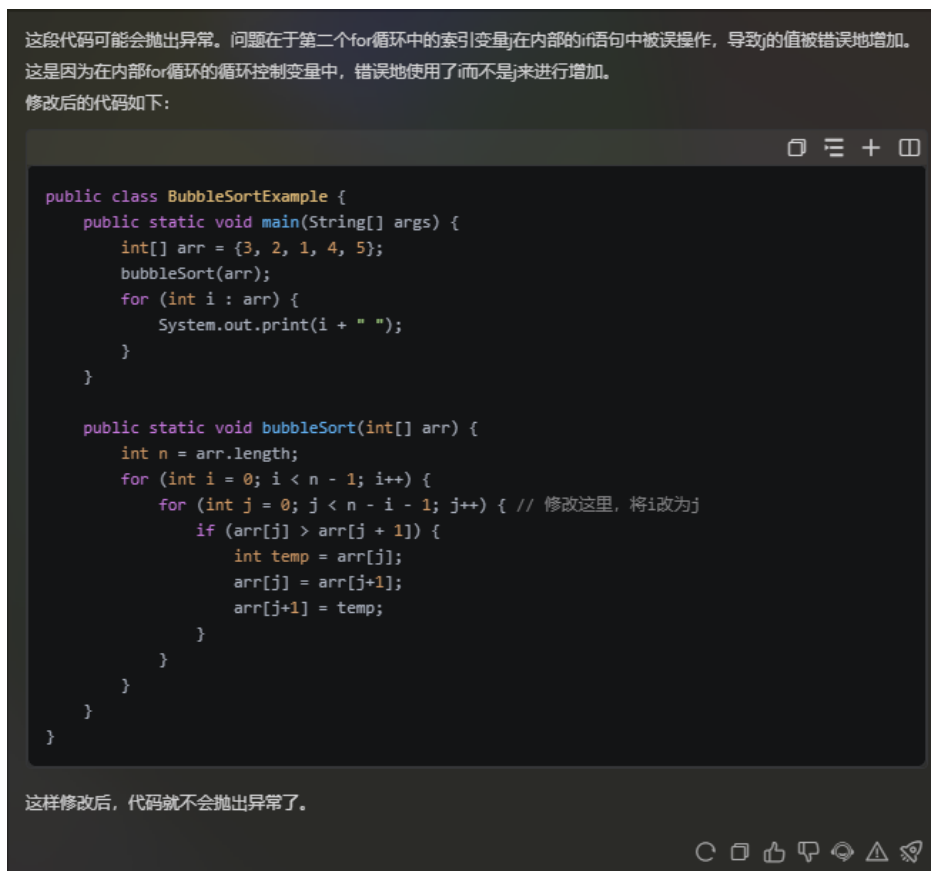 这段代码可能会抛出异常。问题在于第二个for循环中的索引变量j在内部的if语句中被误操作，导致j的值被错误地增加。
这是因为在内部for循环的循环控制变量中，错误地使用了i而不是j来进行增加。
修改后的代码如下：
public class BubbleSortExample {
    public static void main(String[] args) {
        int[] arr = {3, 2, 1, 4, 5};
        bubbleSort(arr);
        for (int i : arr) {
            System.out.print(i + " ");
        }
    }
    public static void bubbleSort(int[] arr) {
        int n = arr.length;
        for (int i = 0; i < n - 1; i++) {
            for (int j = 0; j < n - i - 1; j++) { // 修改这里，将i改为j
                if (arr[j] > arr[j + 1]) {
                    int temp = arr[j];
                    arr[j] = arr[j+1];
                    arr[j+1] = temp;
                }
            }
        }
    }
}
这样修改后，代码就不会抛出异常了。